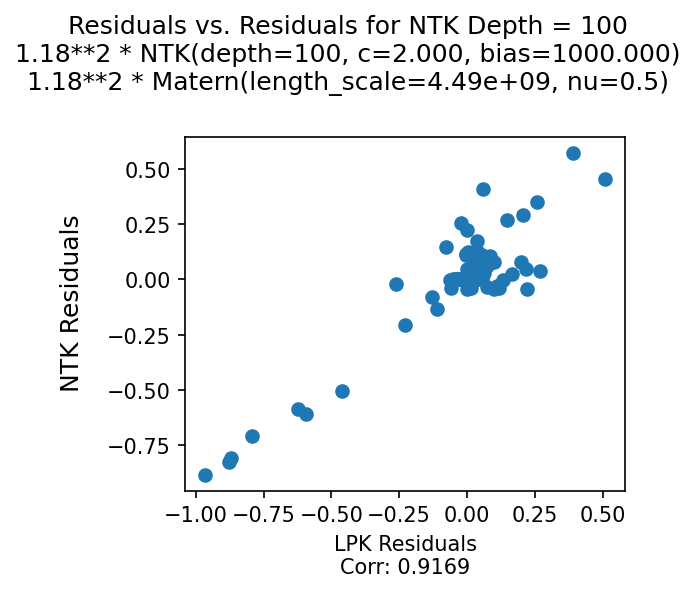 Residuals vs. Residuals for NTK Depth = 100
1.18**2 * NTK(depth=100, c=2.000, bias=1000.000)
1.18**2 * Matern(length_scale=4.49e+09, nu=0.5)
0.50
0.25
0.00
−0.25
−0.50
−0.75
NTK Residuals
−1.00 −0.75 −0.50 −0.25 0.00 0.25 0.50
LPK Residuals
Corr: 0.9169